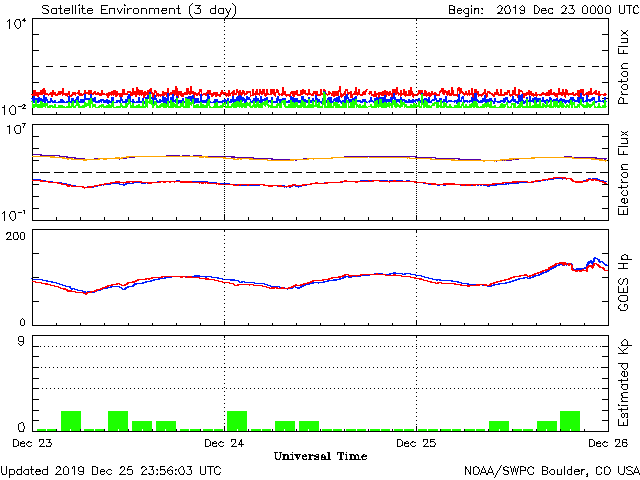 Satellite Environment (3 day) Begin: 2019 Dec 23 0000 UTC
10⁴
10⁻²
Proton Flux
10⁷
10⁻¹
Electron Flux
200
0
GOES Hp
9
0
Estimated Kp
Dec 23 Dec 24 Dec 25 Dec 26
Universal Time
Updated 2019 Dec 25 23:56:03 UTC NOAA/SWPC Boulder, CO USA